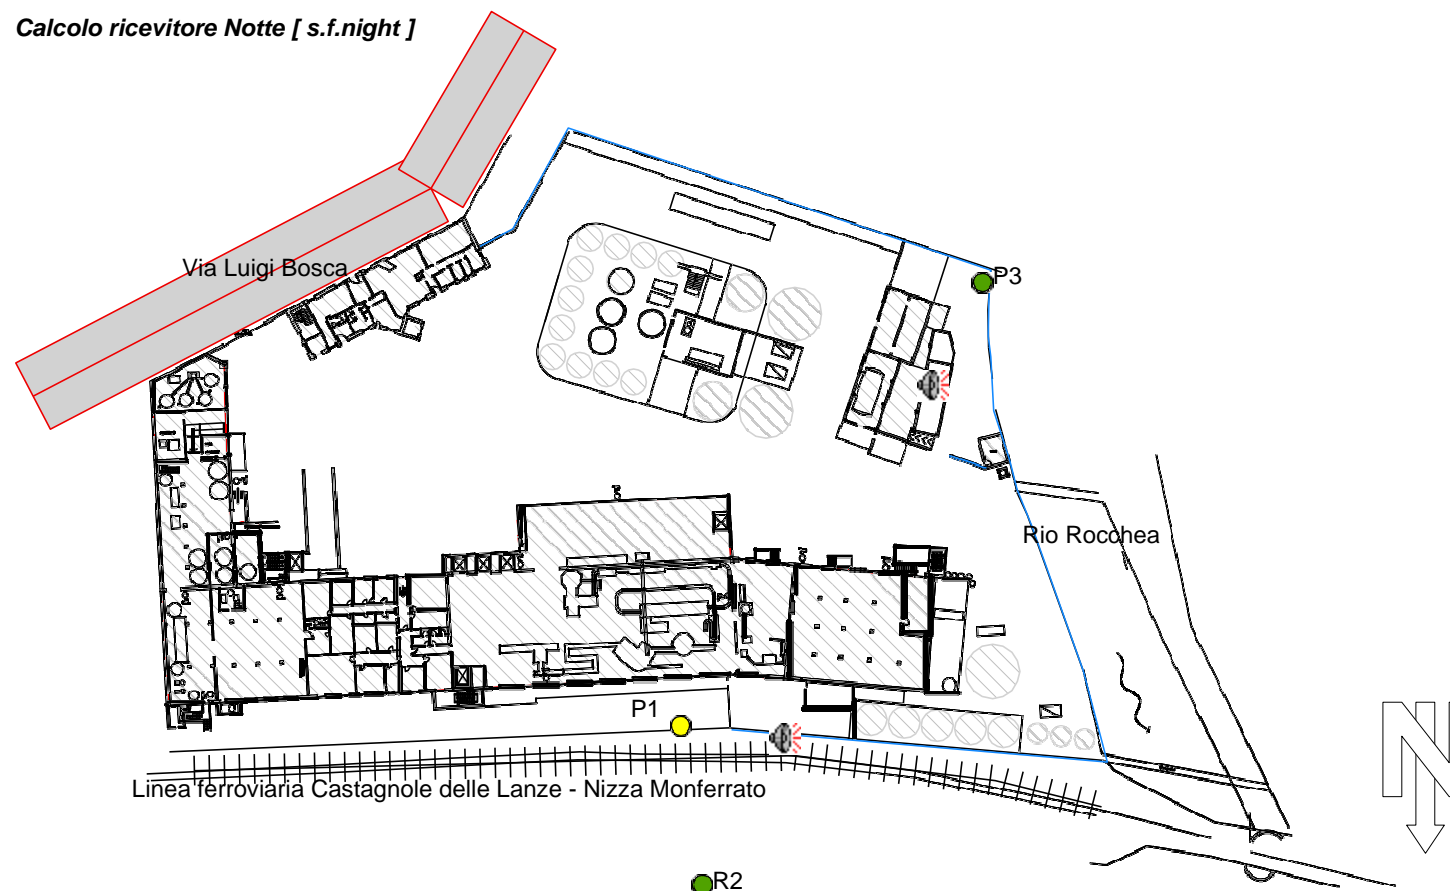 Calcolo ricevitore Notte [ s.f.night ]
Via Luigi Bosca
P3
Rio Rocchea
P1
Linea ferroviaria Castagnole delle Lanze - Nizza Monferrato
R2
N